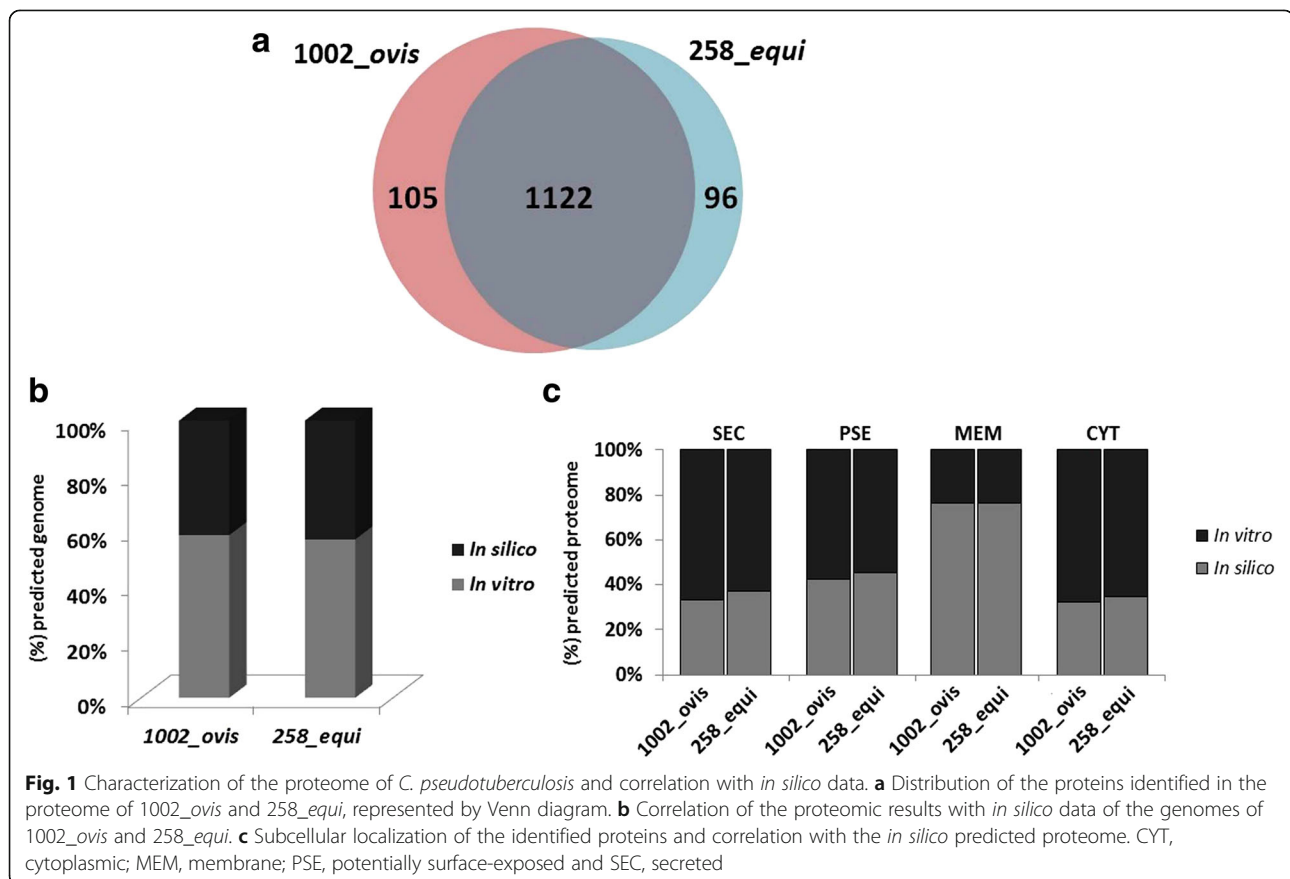 a
1002_ovis
258_equi
105
1122
96
b
100%
80%
60%
40%
20%
0%
(%) predicted genome
1002_ovis
258_equi
In silico
In vitro
c
SEC
PSE
MEM
CYT
100%
80%
60%
40%
20%
0%
(%) predicted proteome
1002_ovis
258_equi
1002_ovis
258_equi
1002_ovis
258_equi
1002_ovis
258_equi
In vitro
In silico
Fig. 1 Characterization of the proteome of C. pseudotuberculosis and correlation with in silico data. a Distribution of the proteins identified in the
proteome of 1002_ovis and 258_equi, represented by Venn diagram. b Correlation of the proteomic results with in silico data of the genomes of
1002_ovis and 258_equi. c Subcellular localization of the identified proteins and correlation with the in silico predicted proteome. CYT,
cytoplasmic; MEM, membrane; PSE, potentially surface-exposed and SEC, secreted